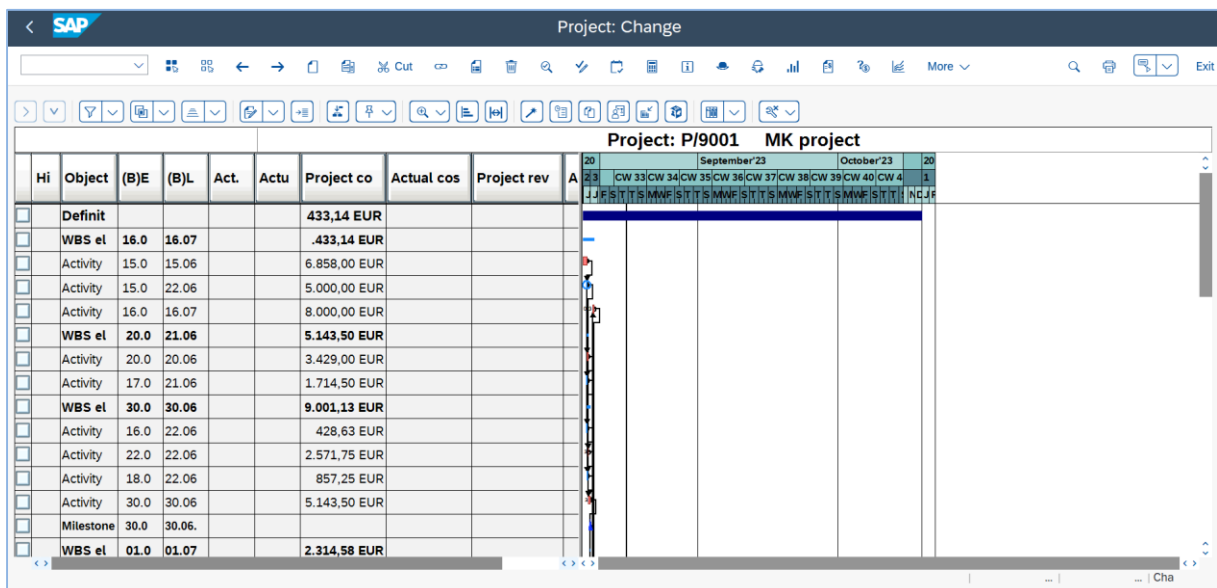 SAP Project: Change
Cut More Exit
Project: P/9001 MK project
Hi Object (B)E (B)L Act. Actu Project co Actual cos Project rev A
20 September'23 October'23 20
2 3 CW 33 CW 34 CW 35 CW 36 CW 37 CW 38 CW 39 CW 40 CW 4 1
Definit 433,14 EUR
WBS el 16.0 16.07 .433,14 EUR
Activity 15.0 15.06 6.858,00 EUR
Activity 15.0 22.06 5.000,00 EUR
Activity 16.0 16.07 8.000,00 EUR
WBS el 20.0 21.06 5.143,50 EUR
Activity 20.0 20.06 3.429,00 EUR
Activity 17.0 21.06 1.714,50 EUR
WBS el 30.0 30.06 9.001,13 EUR
Activity 16.0 22.06 428,63 EUR
Activity 22.0 22.06 2.571,75 EUR
Activity 18.0 22.06 857,25 EUR
Activity 30.0 30.06 5.143,50 EUR
Milestone 30.0 30.06.
WBS el 01.0 01.07 2.314,58 EUR
... ... Cha